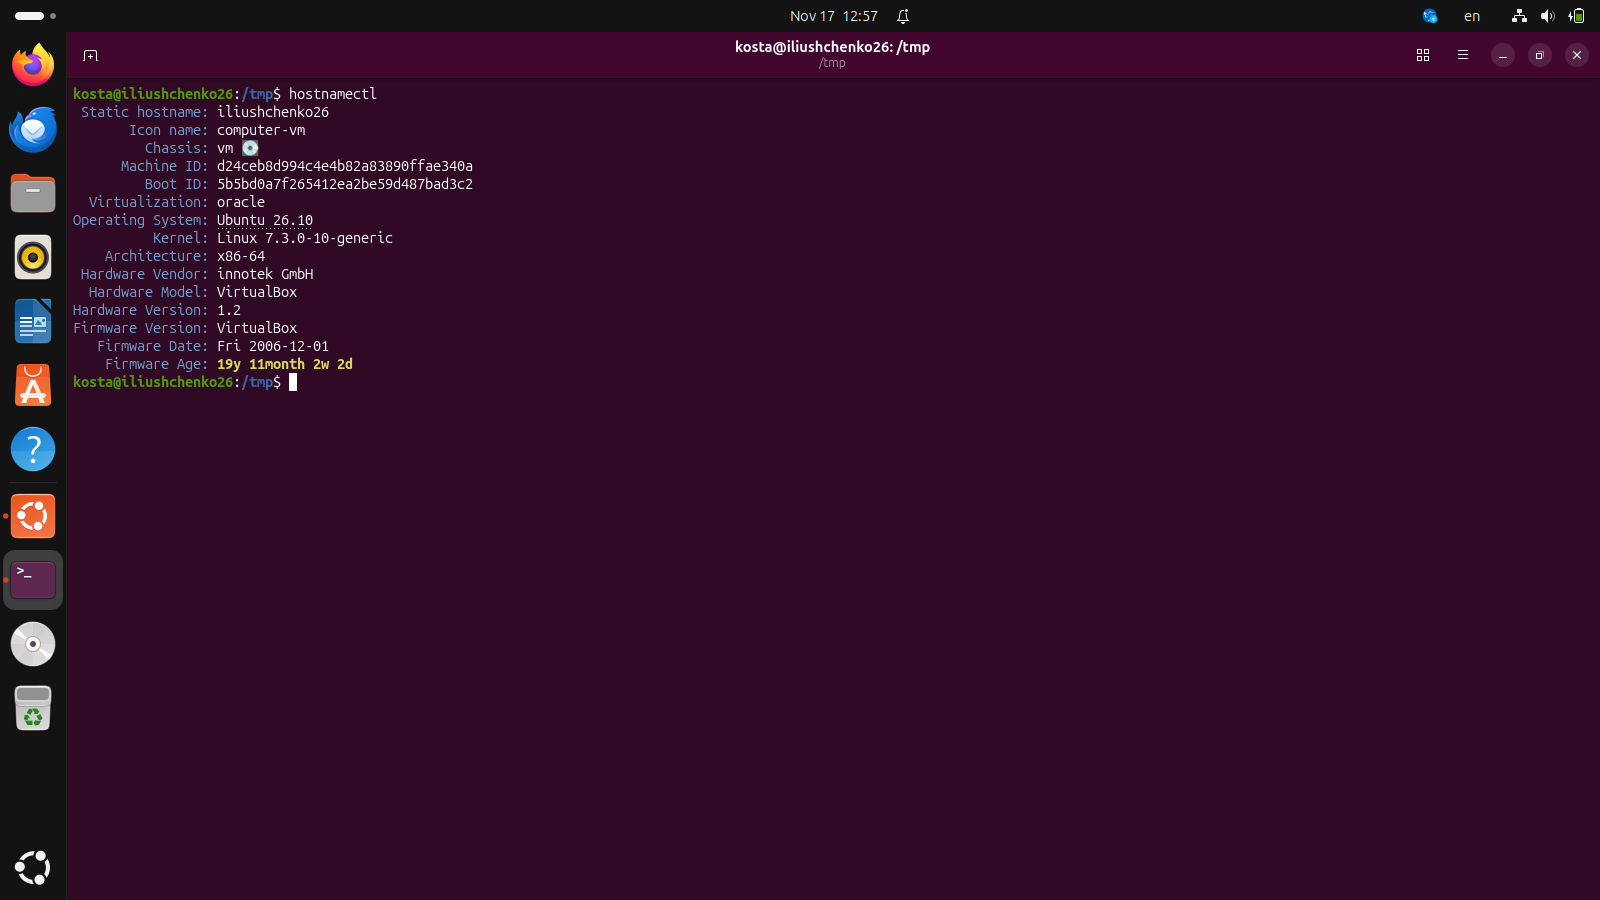 Nov 17 12:57
en
kosta@iliushchenko26: /tmp
/tmp
kosta@iliushchenko26:/tmp$ hostnamectl
Static hostname: iliushchenko26
Icon name: computer-vm
Chassis: vm
Machine ID: d24ceb8d994c4e4b82a83890ffae340a
Boot ID: 5b5bd0a7f265412ea2be59d487bad3c2
Virtualization: oracle
Operating System: Ubuntu 26.10
Kernel: Linux 7.3.0-10-generic
Architecture: x86-64
Hardware Vendor: innotek GmbH
Hardware Model: VirtualBox
Hardware Version: 1.2
Firmware Version: VirtualBox
Firmware Date: Fri 2006-12-01
Firmware Age: 19y 11month 2w 2d
kosta@iliushchenko26:/tmp$